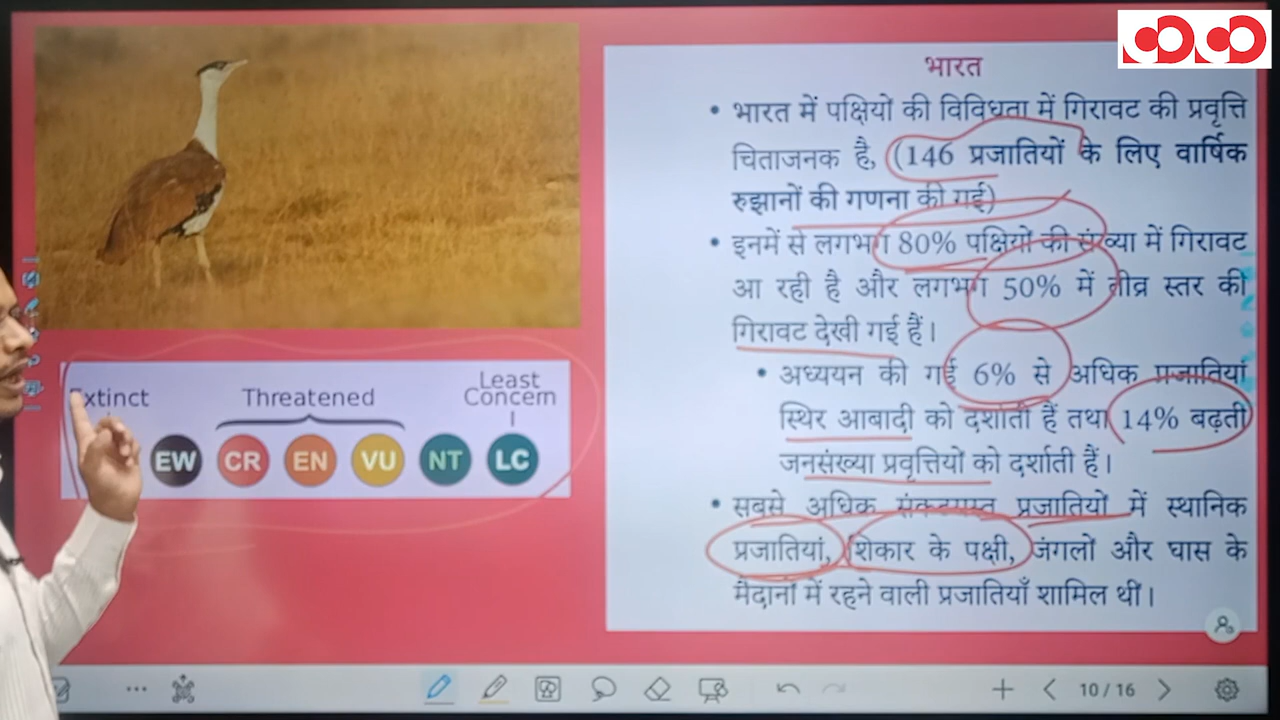 भारत
• भारत में पक्षियों की विविधता में गिरावट की प्रवृत्ति
चिंताजनक है, (146 प्रजातियों के लिए वार्षिक
रुझानों की गणना की गई)
• इनमें से लगभग 80% पक्षियों की संख्या में गिरावट
आ रही है और लगभग 50% में तीव्र स्तर की
गिरावट देखी गई हैं।
• अध्ययन की गई 6% से अधिक प्रजातियां
स्थिर आबादी को दर्शाती हैं तथा 14% बढ़ती
जनसंख्या प्रवृत्तियों को दर्शाती हैं।
• सबसे अधिक संकटग्रस्त प्रजातियों में स्थानिक
प्रजातियां, शिकार के पक्षी, जंगलों और घास के
मैदानों में रहने वाली प्रजातियाँ शामिल थीं।
Extinct
Threatened
Least
Concern
EW CR EN VU NT LC
10 / 16